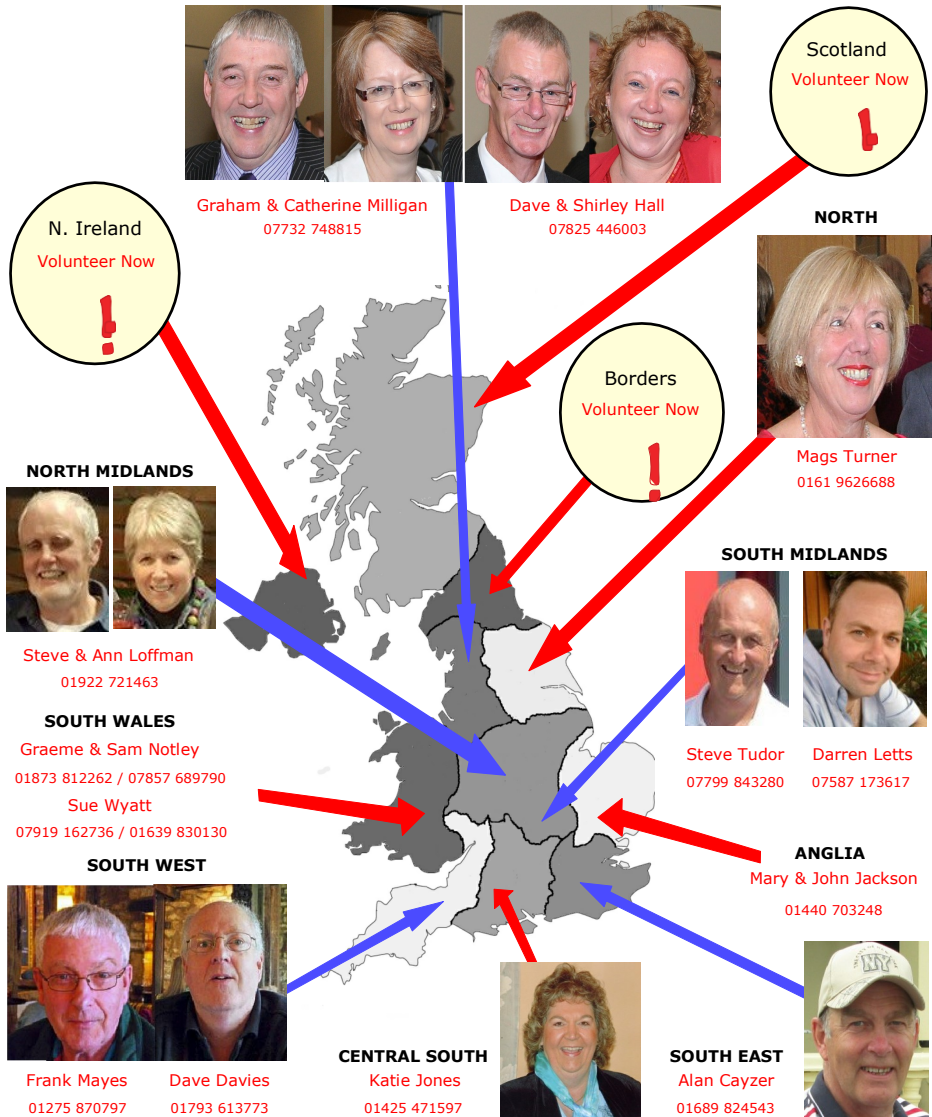 Scotland
Volunteer Now
!
Graham & Catherine Milligan
07732 748815
Dave & Shirley Hall
07825 446003
NORTH
N. Ireland
Volunteer Now
!
Borders
Volunteer Now
!
Mags Turner
0161 9626688
NORTH MIDLANDS
Steve & Ann Loffman
01922 721463
SOUTH MIDLANDS
Steve Tudor
07799 843280
Darren Letts
07587 173617
SOUTH WALES
Graeme & Sam Notley
01873 812262 / 07857 689790
Sue Wyatt
07919 162736 / 01639 830130
ANGLIA
Mary & John Jackson
01440 703248
SOUTH WEST
Frank Mayes
01275 870797
Dave Davies
01793 613773
CENTRAL SOUTH
Katie Jones
01425 471597
SOUTH EAST
Alan Cayzer
01689 824543
NY